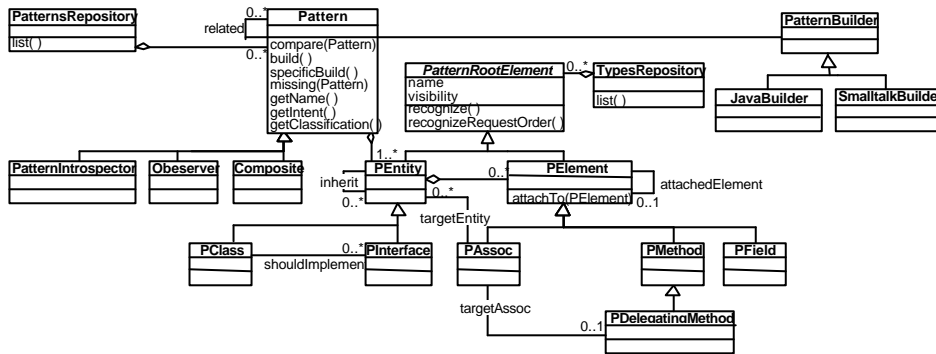 PatternsRepository
list( )
0..*
related
0..*
Pattern
compare(Pattern)
build( )
specificBuild( )
missing(Pattern)
getName( )
getIntent( )
getClassification( )
PatternRootElement
name
visibility
recognize( )
recognizeRequestOrder( )
0..*
TypesRepository
list( )
PatternBuilder
JavaBuilder
SmalltalkBuilder
PatternIntrospector
Obeserver
Composite
1..*
inherit
0..*
PEntity
0..*
0..*
PElement
attachTo(PElement)
attachedElement
0..1
targetEntity
PClass
0..*
shouldImplemen
PInterface
PAssoc
PMethod
PField
targetAssoc
0..1
PDelegatingMethod